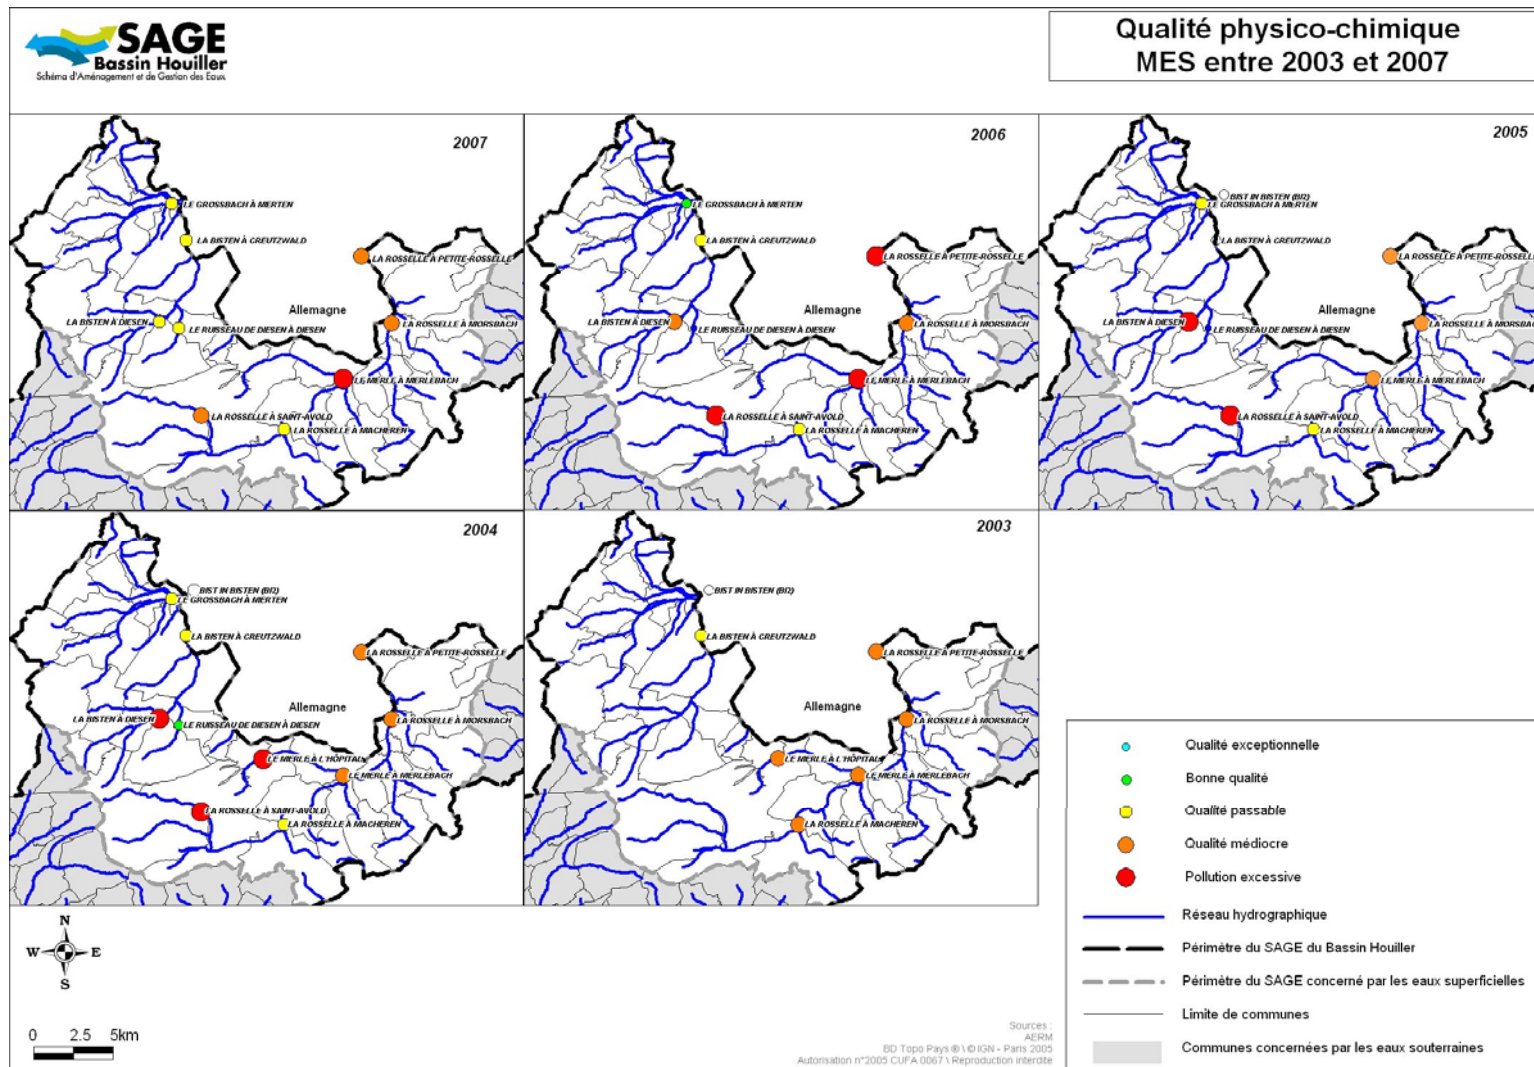 SAGE
Bassin Houiller
Schéma d'Aménagement et de Gestion des Eaux
Qualité physico-chimique
MES entre 2003 et 2007
2007
LE GROSSBACH À MERTEN
LA BISTEN À CREUTZWALD
LA ROSSELLE À PETITE-ROSSELLE
Allemagne
LA BISTEN À DIESEN
LE RUISSEAU DE DIESEN À DIESEN
LA ROSSELLE À MORSBACH
LE MERLE À MERLEBACH
LA ROSSELLE À SAINT-AVOLD
LA ROSSELLE À MACHEREN
2006
LE GROSSBACH À MERTEN
LA BISTEN À CREUTZWALD
LA ROSSELLE À PETITE-ROSSELLE
Allemagne
LA BISTEN À DIESEN
LE RUISSEAU DE DIESEN À DIESEN
LA ROSSELLE À MORSBACH
LE MERLE À MERLEBACH
LA ROSSELLE À SAINT-AVOLD
LA ROSSELLE À MACHEREN
2005
BIST IN BISTEN (BI2)
LE GROSSBACH À MERTEN
LA BISTEN À CREUTZWALD
LA ROSSELLE À PETITE-ROSSELLE
Allemagne
LA BISTEN À DIESEN
LE RUISSEAU DE DIESEN À DIESEN
LA ROSSELLE À MORSBACH
LE MERLE À MERLEBACH
LA ROSSELLE À SAINT-AVOLD
LA ROSSELLE À MACHEREN
2004
BIST IN BISTEN (BI2)
LE GROSSBACH À MERTEN
LA BISTEN À CREUTZWALD
LA ROSSELLE À PETITE-ROSSELLE
Allemagne
LA BISTEN À DIESEN
LE RUISSEAU DE DIESEN À DIESEN
LA ROSSELLE À MORSBACH
LE MERLE À L'HÔPITAL
LE MERLE À MERLEBACH
LA ROSSELLE À SAINT-AVOLD
LA ROSSELLE À MACHEREN
2003
BIST IN BISTEN (BI2)
LA BISTEN À CREUTZWALD
LA ROSSELLE À PETITE-ROSSELLE
Allemagne
LA ROSSELLE À MORSBACH
LE MERLE À L'HÔPITAL
LE MERLE À MERLEBACH
LA ROSSELLE À MACHEREN
Qualité exceptionnelle
Bonne qualité
Qualité passable
Qualité médiocre
Pollution excessive
Réseau hydrographique
Périmètre du SAGE du Bassin Houiller
Périmètre du SAGE concerné par les eaux superficielles
Limite de communes
Communes concernées par les eaux souterraines
N
W E
S
0 2.5 5km
Sources :
AERM
BD Topo Pays ® \ © IGN - Paris 2005
Autorisation n°2005 CUFA 0067 \ Reproduction interdite